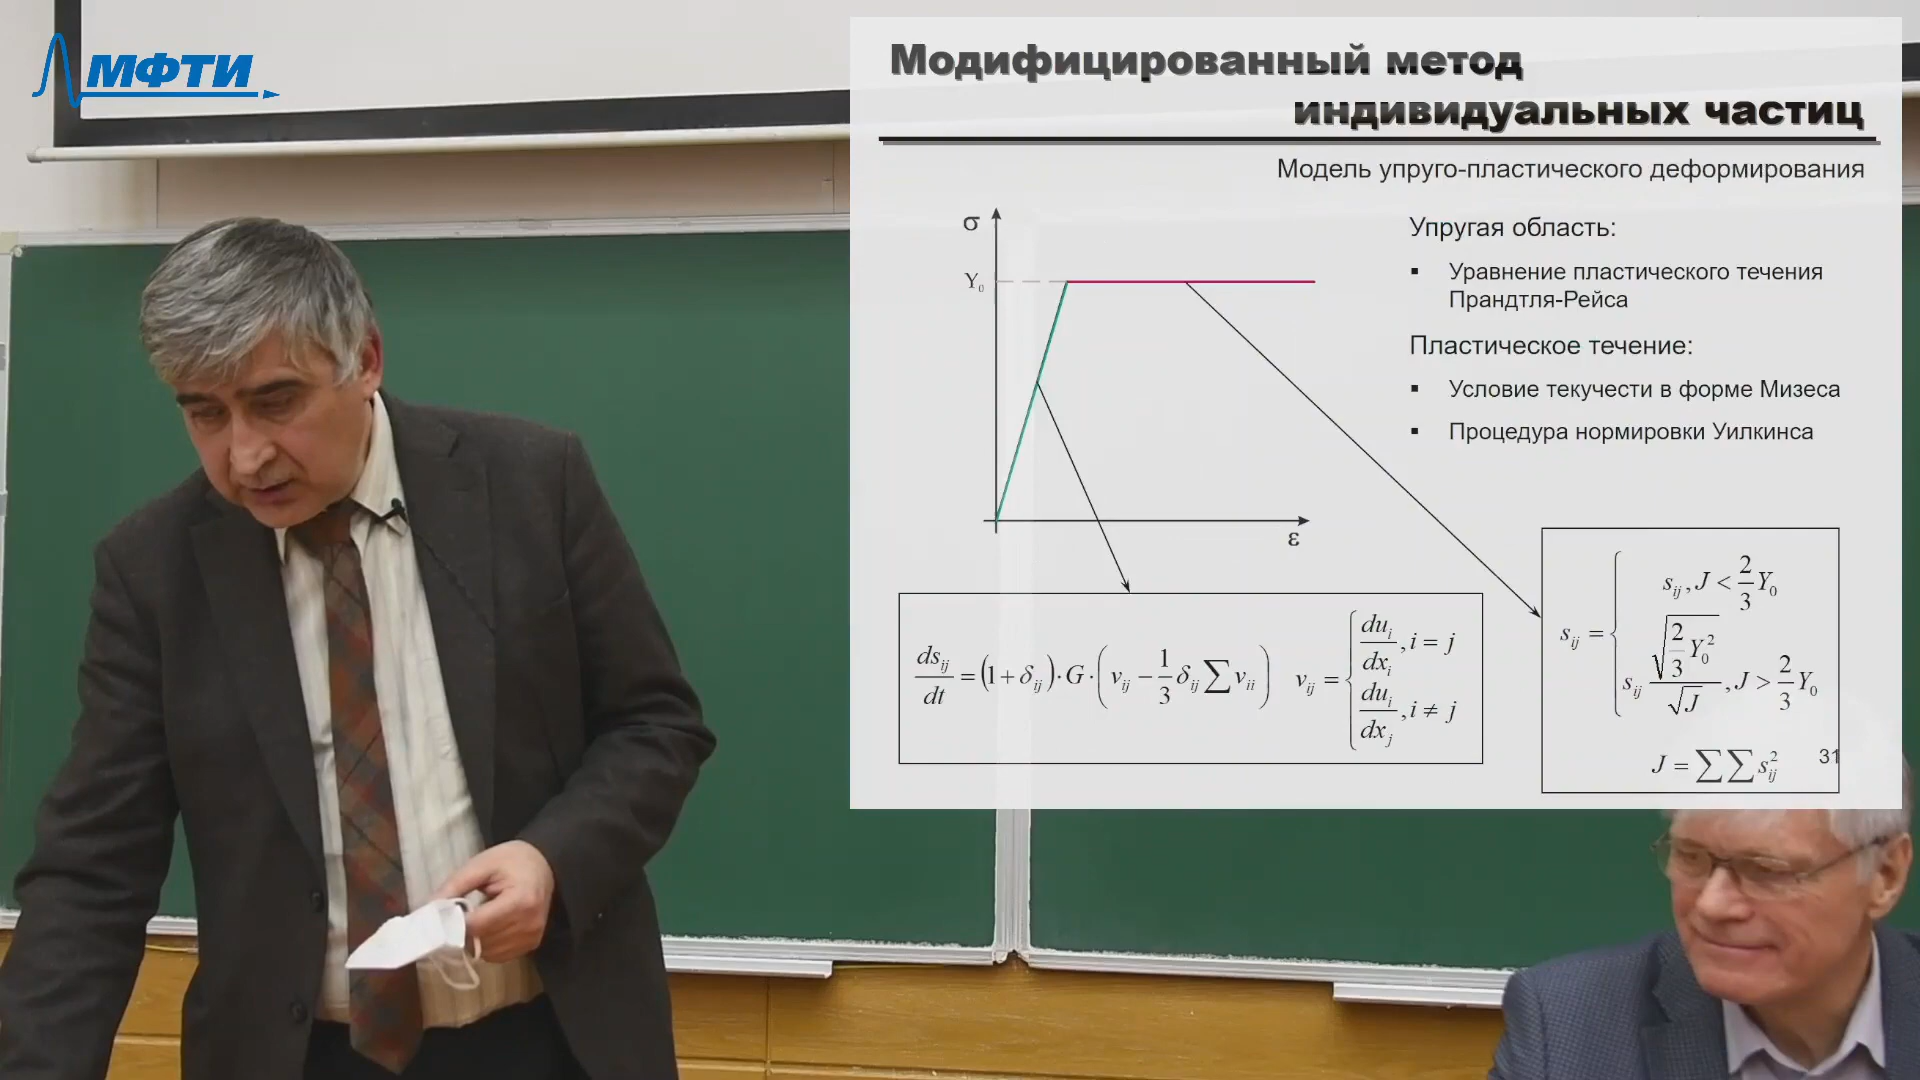 МФТИ
Модифицированный метод
индивидуальных частиц
Модель упруго-пластического деформирования
σ
Y₀
ε
Упругая область:
▪ Уравнение пластического течения
Прандтля-Рейса
Пластическое течение:
▪ Условие текучести в форме Мизеса
▪ Процедура нормировки Уилкинса
ds_ij/dt = (1 + δ_ij) · G · (v_ij − 1/3 δ_ij ∑ v_ii)
v_ij = { du_i/dx_i, i = j
du_i/dx_j, i ≠ j
s_ij = { s_ij, J < 2/3 Y₀
s_ij √(2/3 Y₀²)/√J, J > 2/3 Y₀
J = ∑∑ s_ij²
31